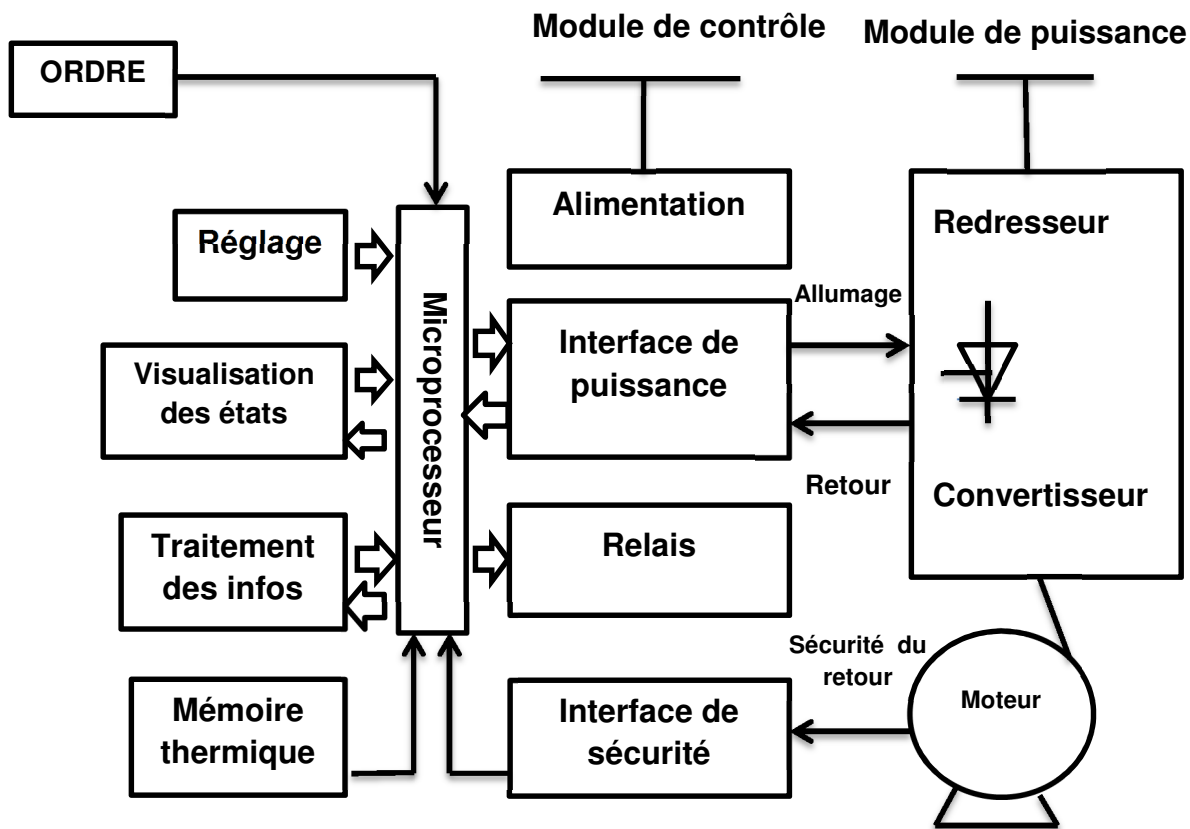 Module de contrôle
Module de puissance
ORDRE
Alimentation
Redresseur
Réglage
Microprocesseur
Allumage
Interface de
puissance
Visualisation
des états
Retour
Convertisseur
Traitement
des infos
Relais
Sécurité du
retour
Moteur
Mémoire
thermique
Interface de
sécurité